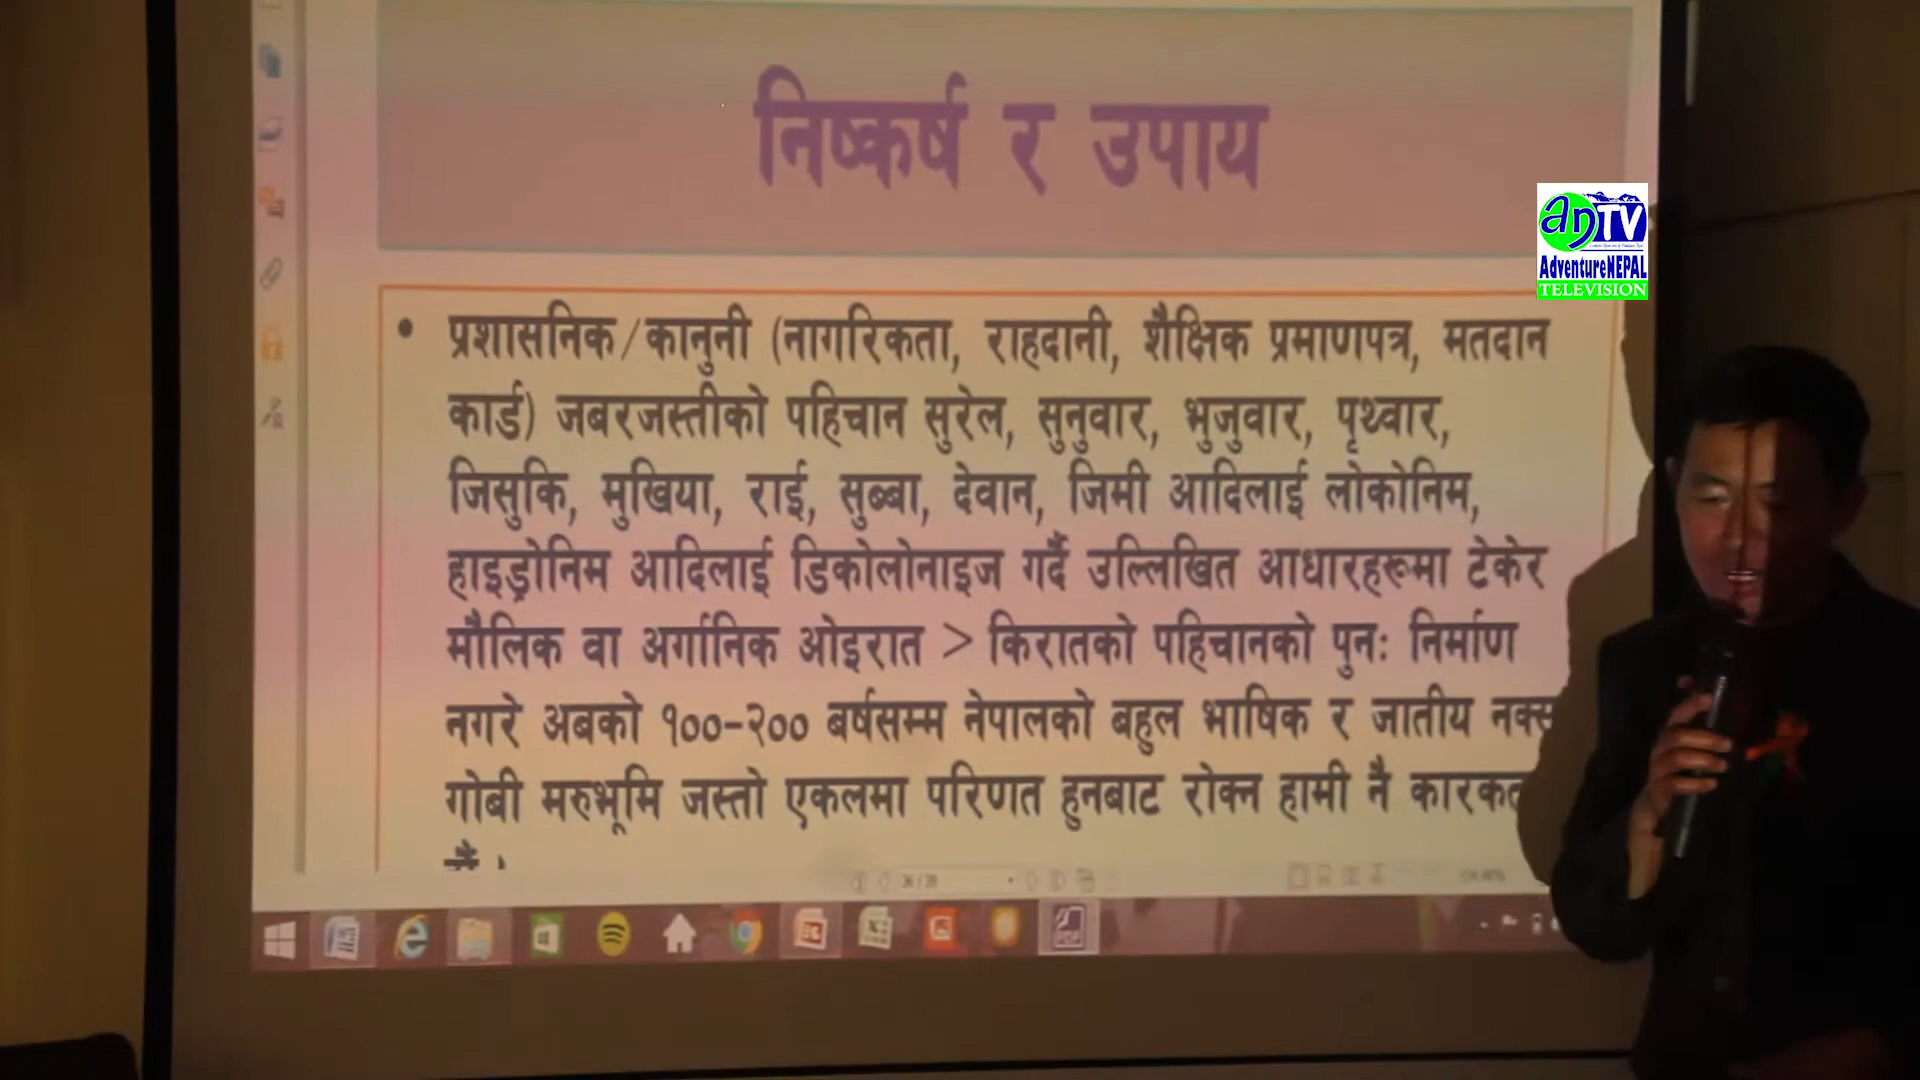 निष्कर्ष र उपाय
anTV
AdventureNEPAL
TELEVISION
• प्रशासनिक/कानुनी (नागरिकता, राहदानी, शैक्षिक प्रमाणपत्र, मतदान
कार्ड) जबरजस्तीको पहिचान सुरेल, सुनुवार, भुजुवार, पृथ्वार,
जिसुकि, मुखिया, राई, सुब्बा, देवान, जिमी आदिलाई लोकोनिम,
हाइड्रोनिम आदिलाई डिकोलोनाइज गर्दै उल्लिखित आधारहरूमा टेकेर
मौलिक वा अर्गानिक ओइरात > किरातको पहिचानको पुनः निर्माण
नगरे अबको १००-२०० बर्षसम्म नेपालको बहुल भाषिक र जातीय
गोबी मरुभूमि जस्तो एकलमा परिणत हुनबाट रोक्न हामी नै
PDF